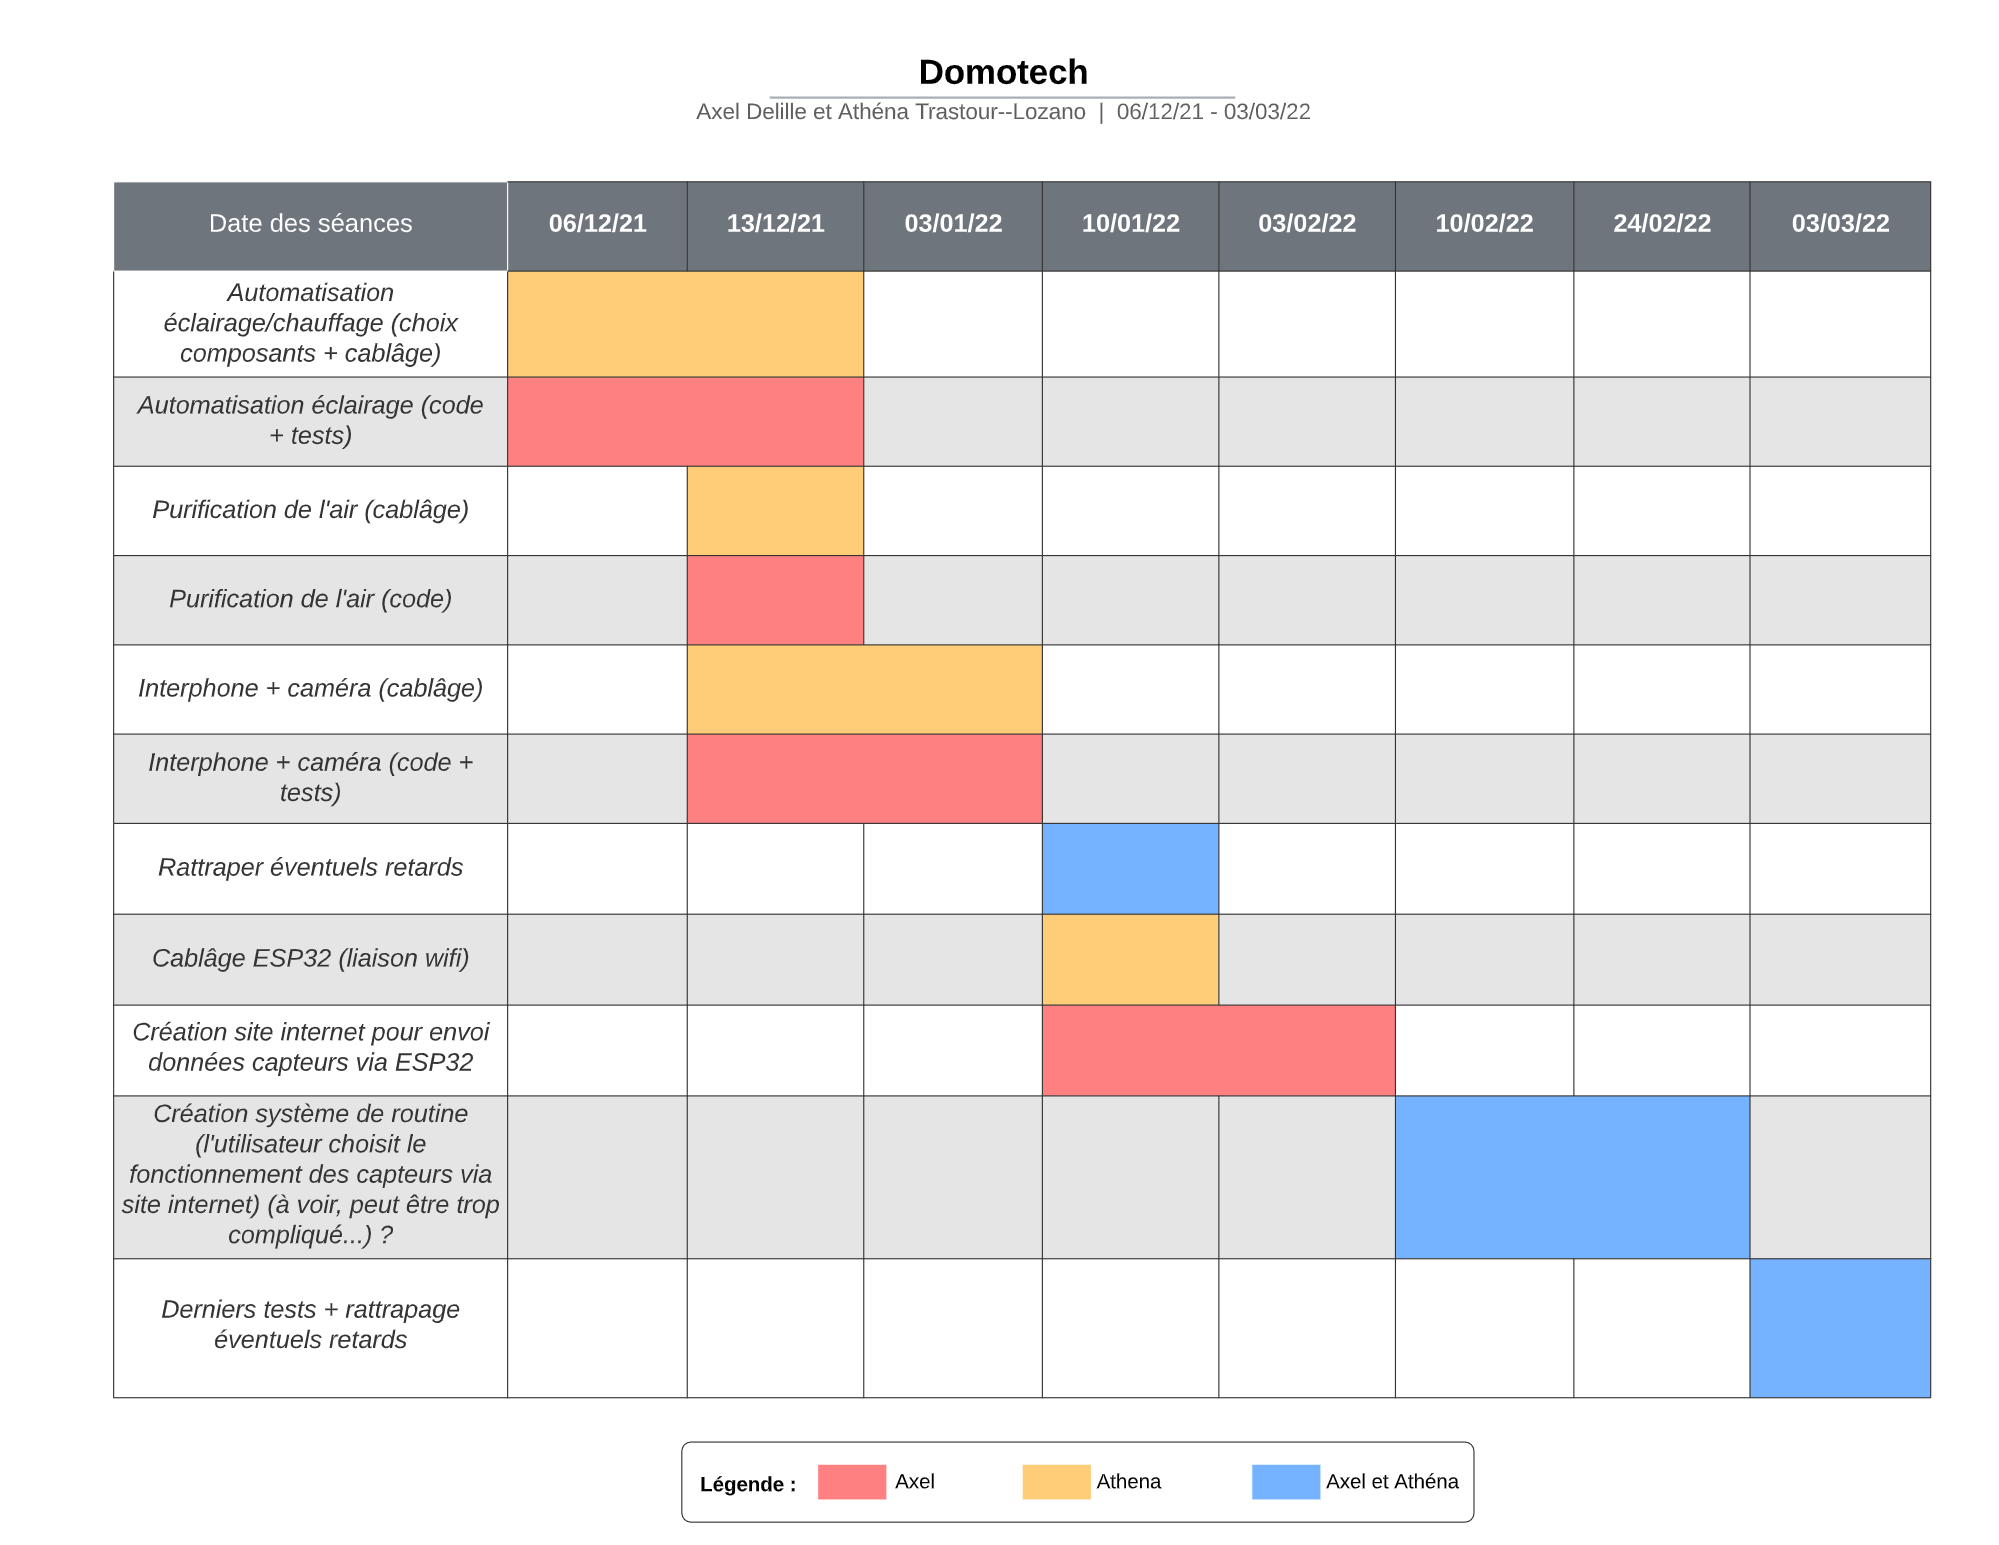 Domotech
Axel Delille et Athéna Trastour--Lozano | 06/12/21 - 03/03/22
Date des séances 06/12/21 13/12/21 03/01/22 10/01/22 03/02/22 10/02/22 24/02/22 03/03/22
Automatisation
éclairage/chauffage (choix
composants + cablâge)
Automatisation éclairage (code
+ tests)
Purification de l'air (cablâge)
Purification de l'air (code)
Interphone + caméra (cablâge)
Interphone + caméra (code +
tests)
Rattraper éventuels retards
Cablâge ESP32 (liaison wifi)
Création site internet pour envoi
données capteurs via ESP32
Création système de routine
(l'utilisateur choisit le
fonctionnement des capteurs via
site internet) (à voir, peut être trop
compliqué...) ?
Derniers tests + rattrapage
éventuels retards
Légende : Axel Athena Axel et Athéna